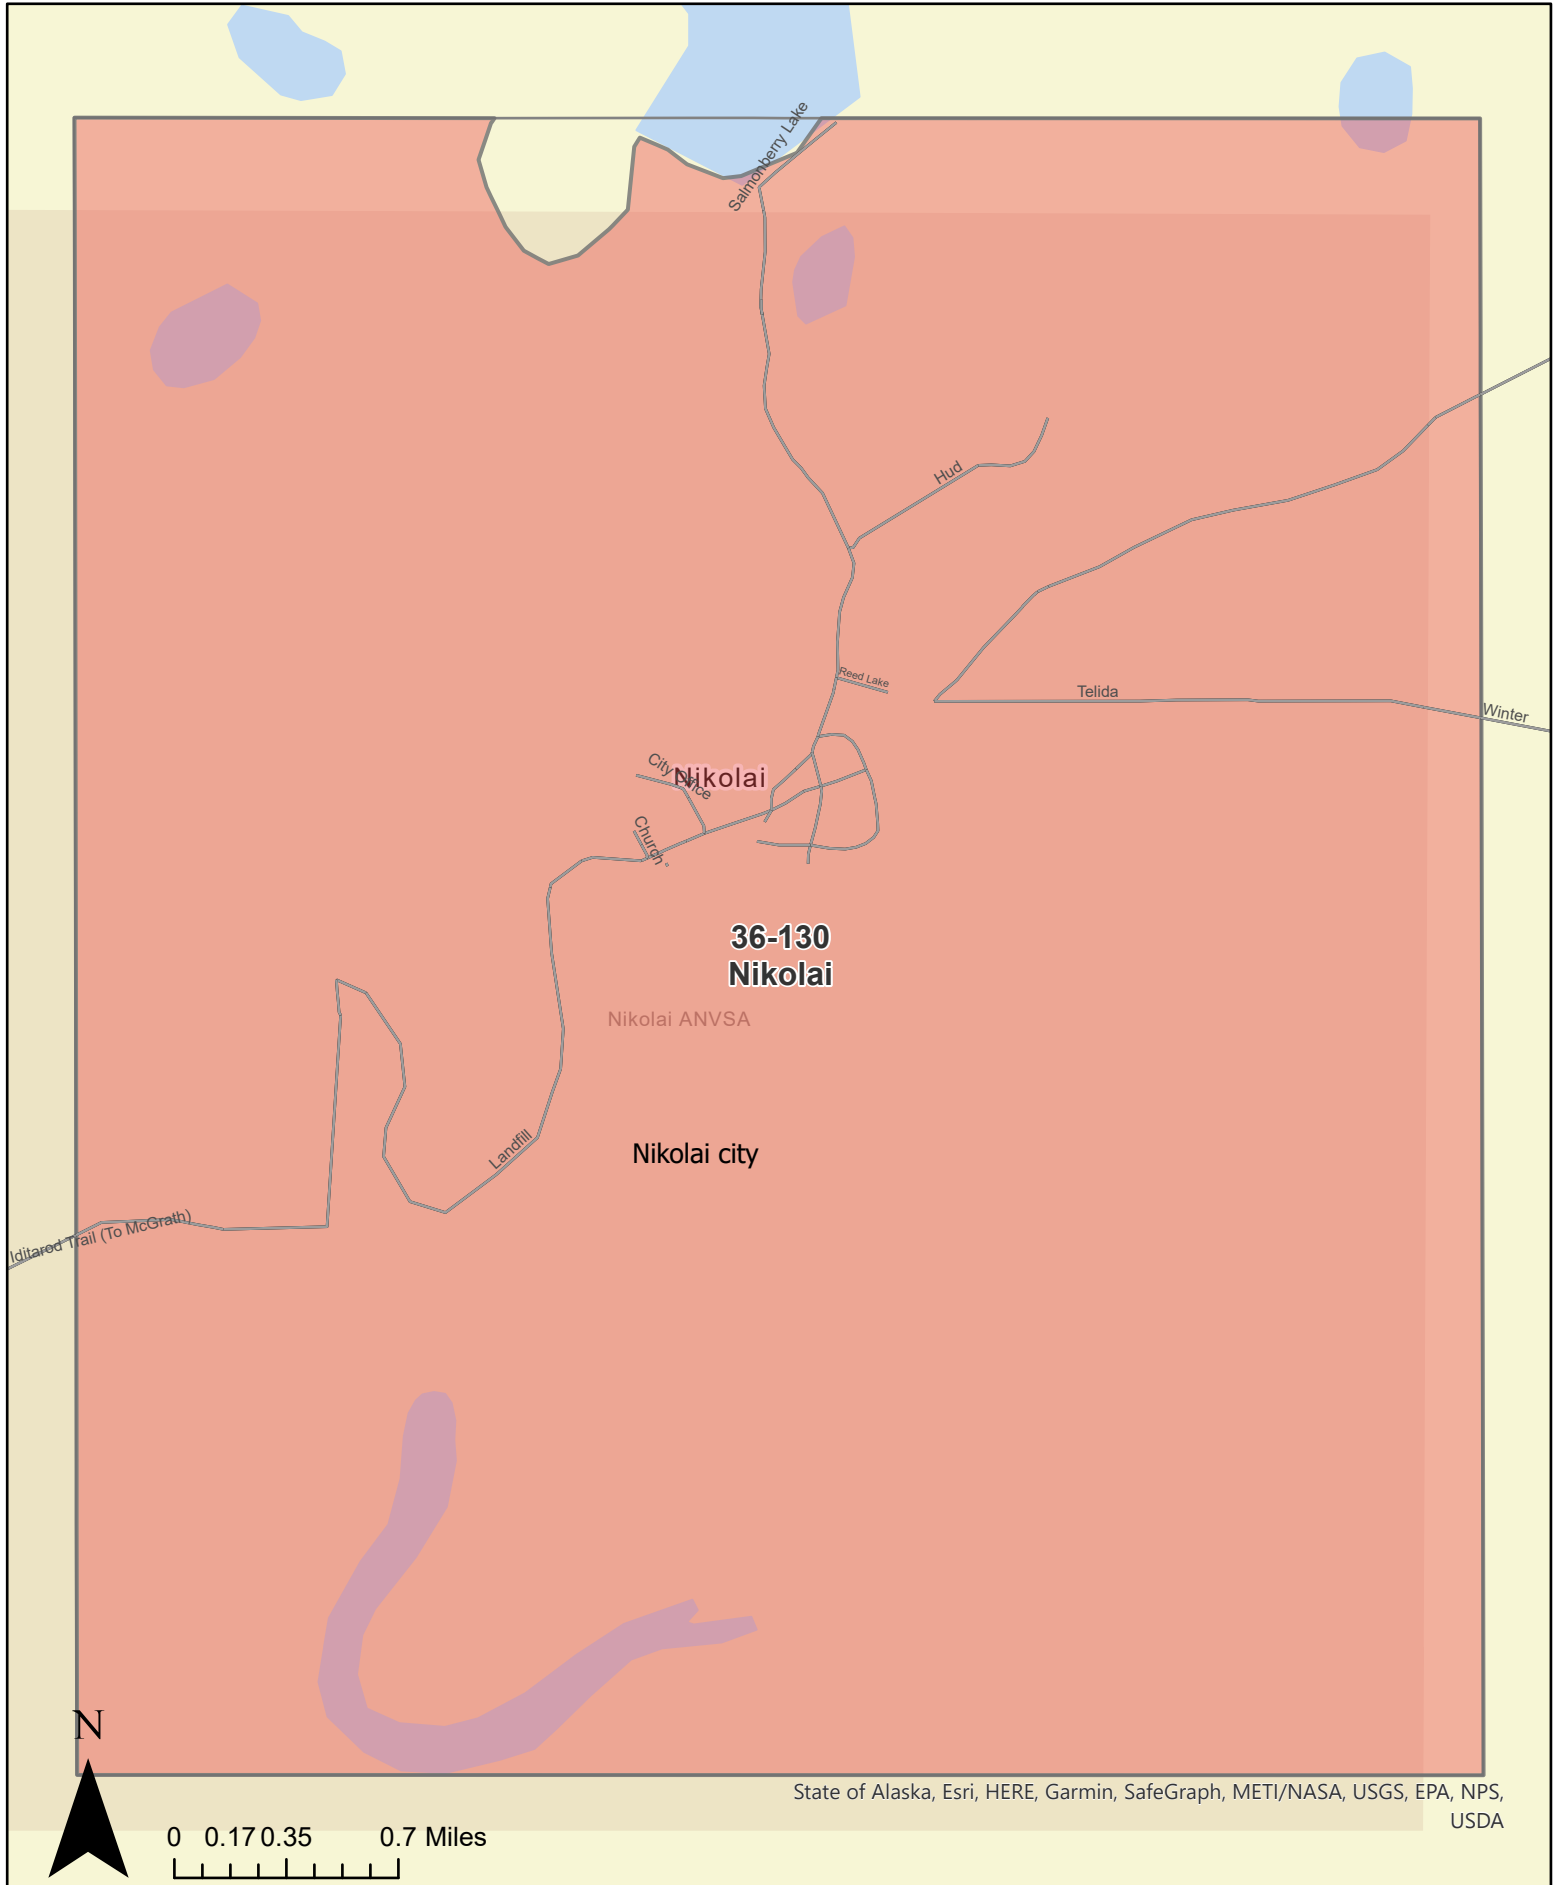 Salmonberry Lake
Hud
Reed Lake
Telida
Winter
City Office
Nikolai
Church
36-130
Nikolai
Nikolai ANVSA
Landfill
Nikolai city
Iditarod Trail (To McGrath)
N
State of Alaska, Esri, HERE, Garmin, SafeGraph, METI/NASA, USGS, EPA, NPS,
USDA
0 0.17 0.35 0.7 Miles